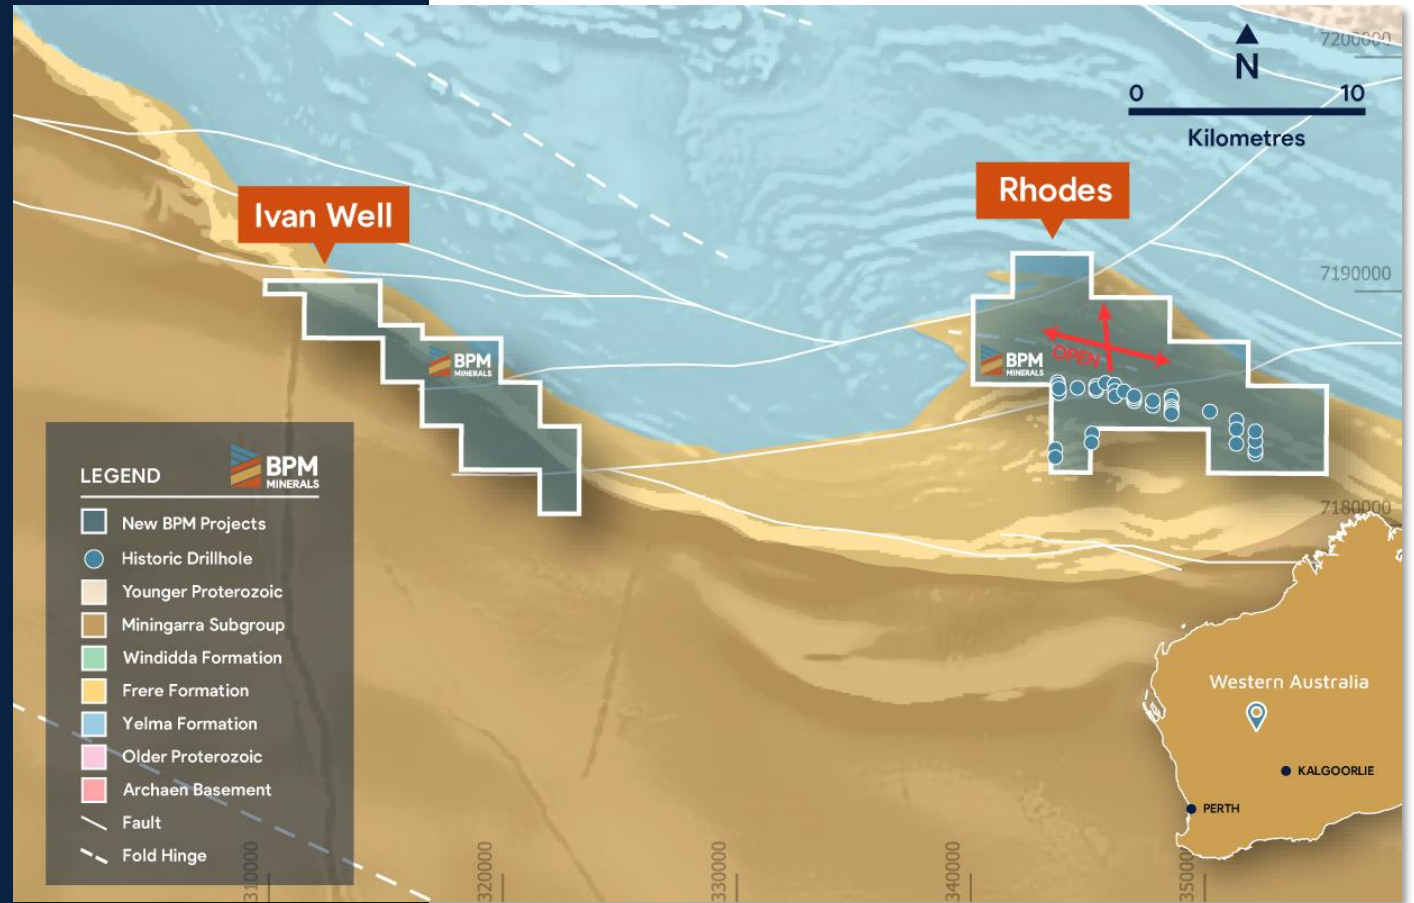 7200000
N
0 10
Kilometres
Rhodes
Ivan Well
7190000
OPEN
BPM
MINERALS
BPM
MINERALS
LEGEND
BPM
MINERALS
New BPM Projects
Historic Drillhole
Younger Proterozoic
Miningarra Subgroup
Windidda Formation
Frere Formation
Yelma Formation
Older Proterozoic
Archaen Basement
Fault
Fold Hinge
7180000
Western Australia
KALGOORLIE
PERTH
310000
320000
330000
340000
350000